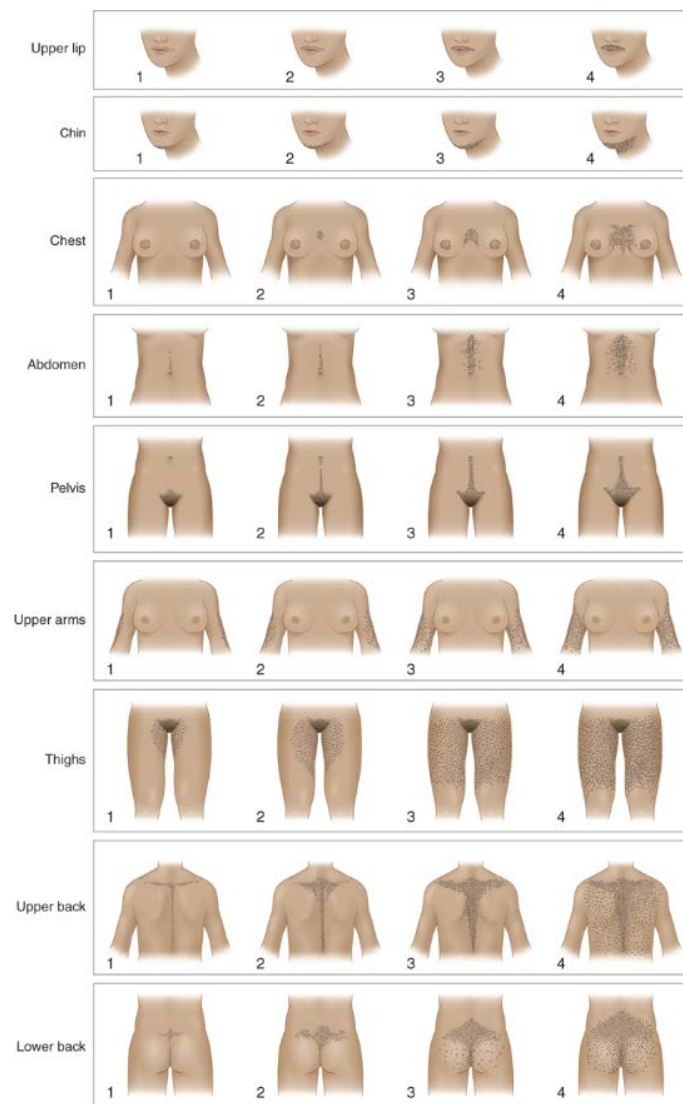 Upper lip
1 2 3 4
Chin
1 2 3 4
Chest
1 2 3 4
Abdomen
1 2 3 4
Pelvis
1 2 3 4
Upper arms
1 2 3 4
Thighs
1 2 3 4
Upper back
1 2 3 4
Lower back
1 2 3 4